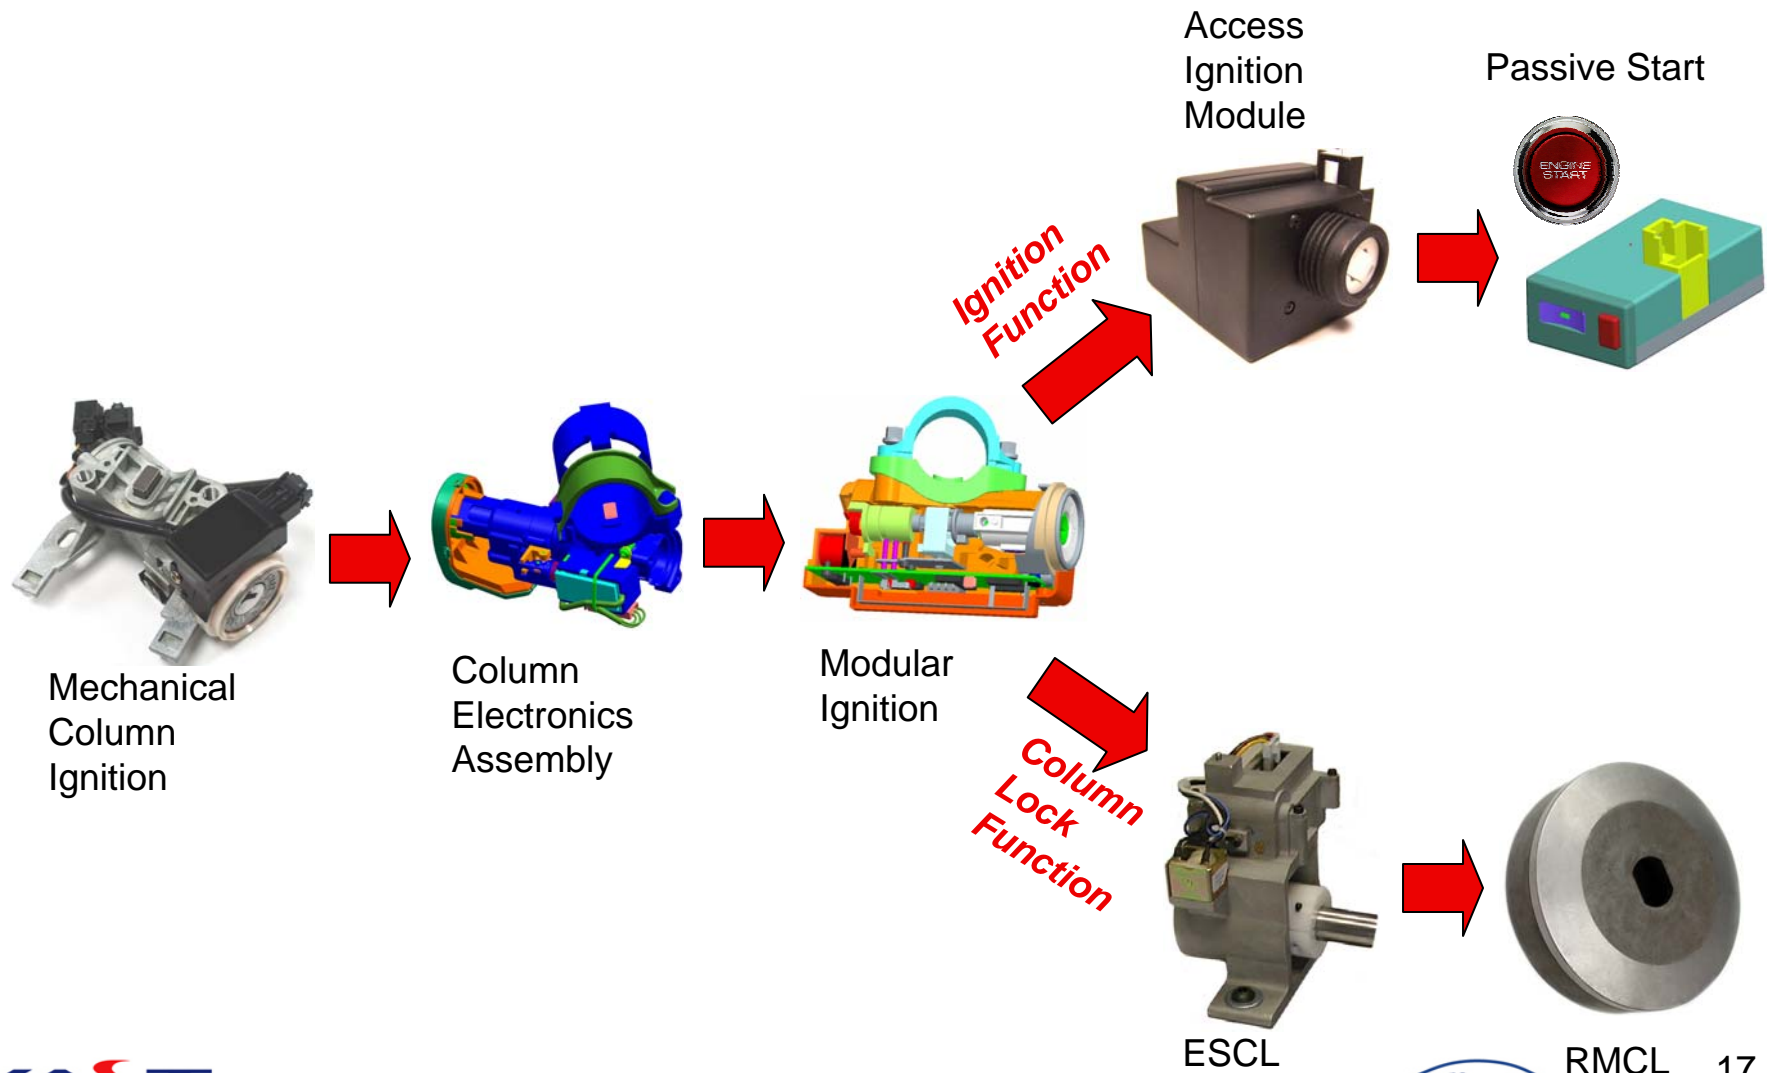 Access
Ignition
Module
Passive Start
ENGINE
START
Ignition
Function
Mechanical
Column
Ignition
Column
Electronics
Assembly
Modular
Ignition
Column
Lock
Function
ESCL
RMCL
17